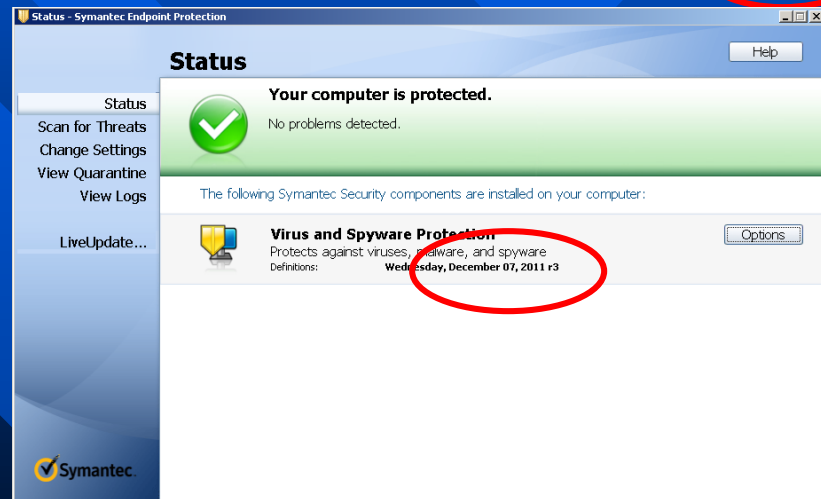 Status - Symantec Endpoint Protection
Status
Help
Status
Scan for Threats
Change Settings
View Quarantine
View Logs
LiveUpdate...
Your computer is protected.
No problems detected.
The following Symantec Security components are installed on your computer:
Virus and Spyware Protection
Options
Protects against viruses, malware, and spyware
Definitions: Wednesday, December 07, 2011 r3
Symantec.